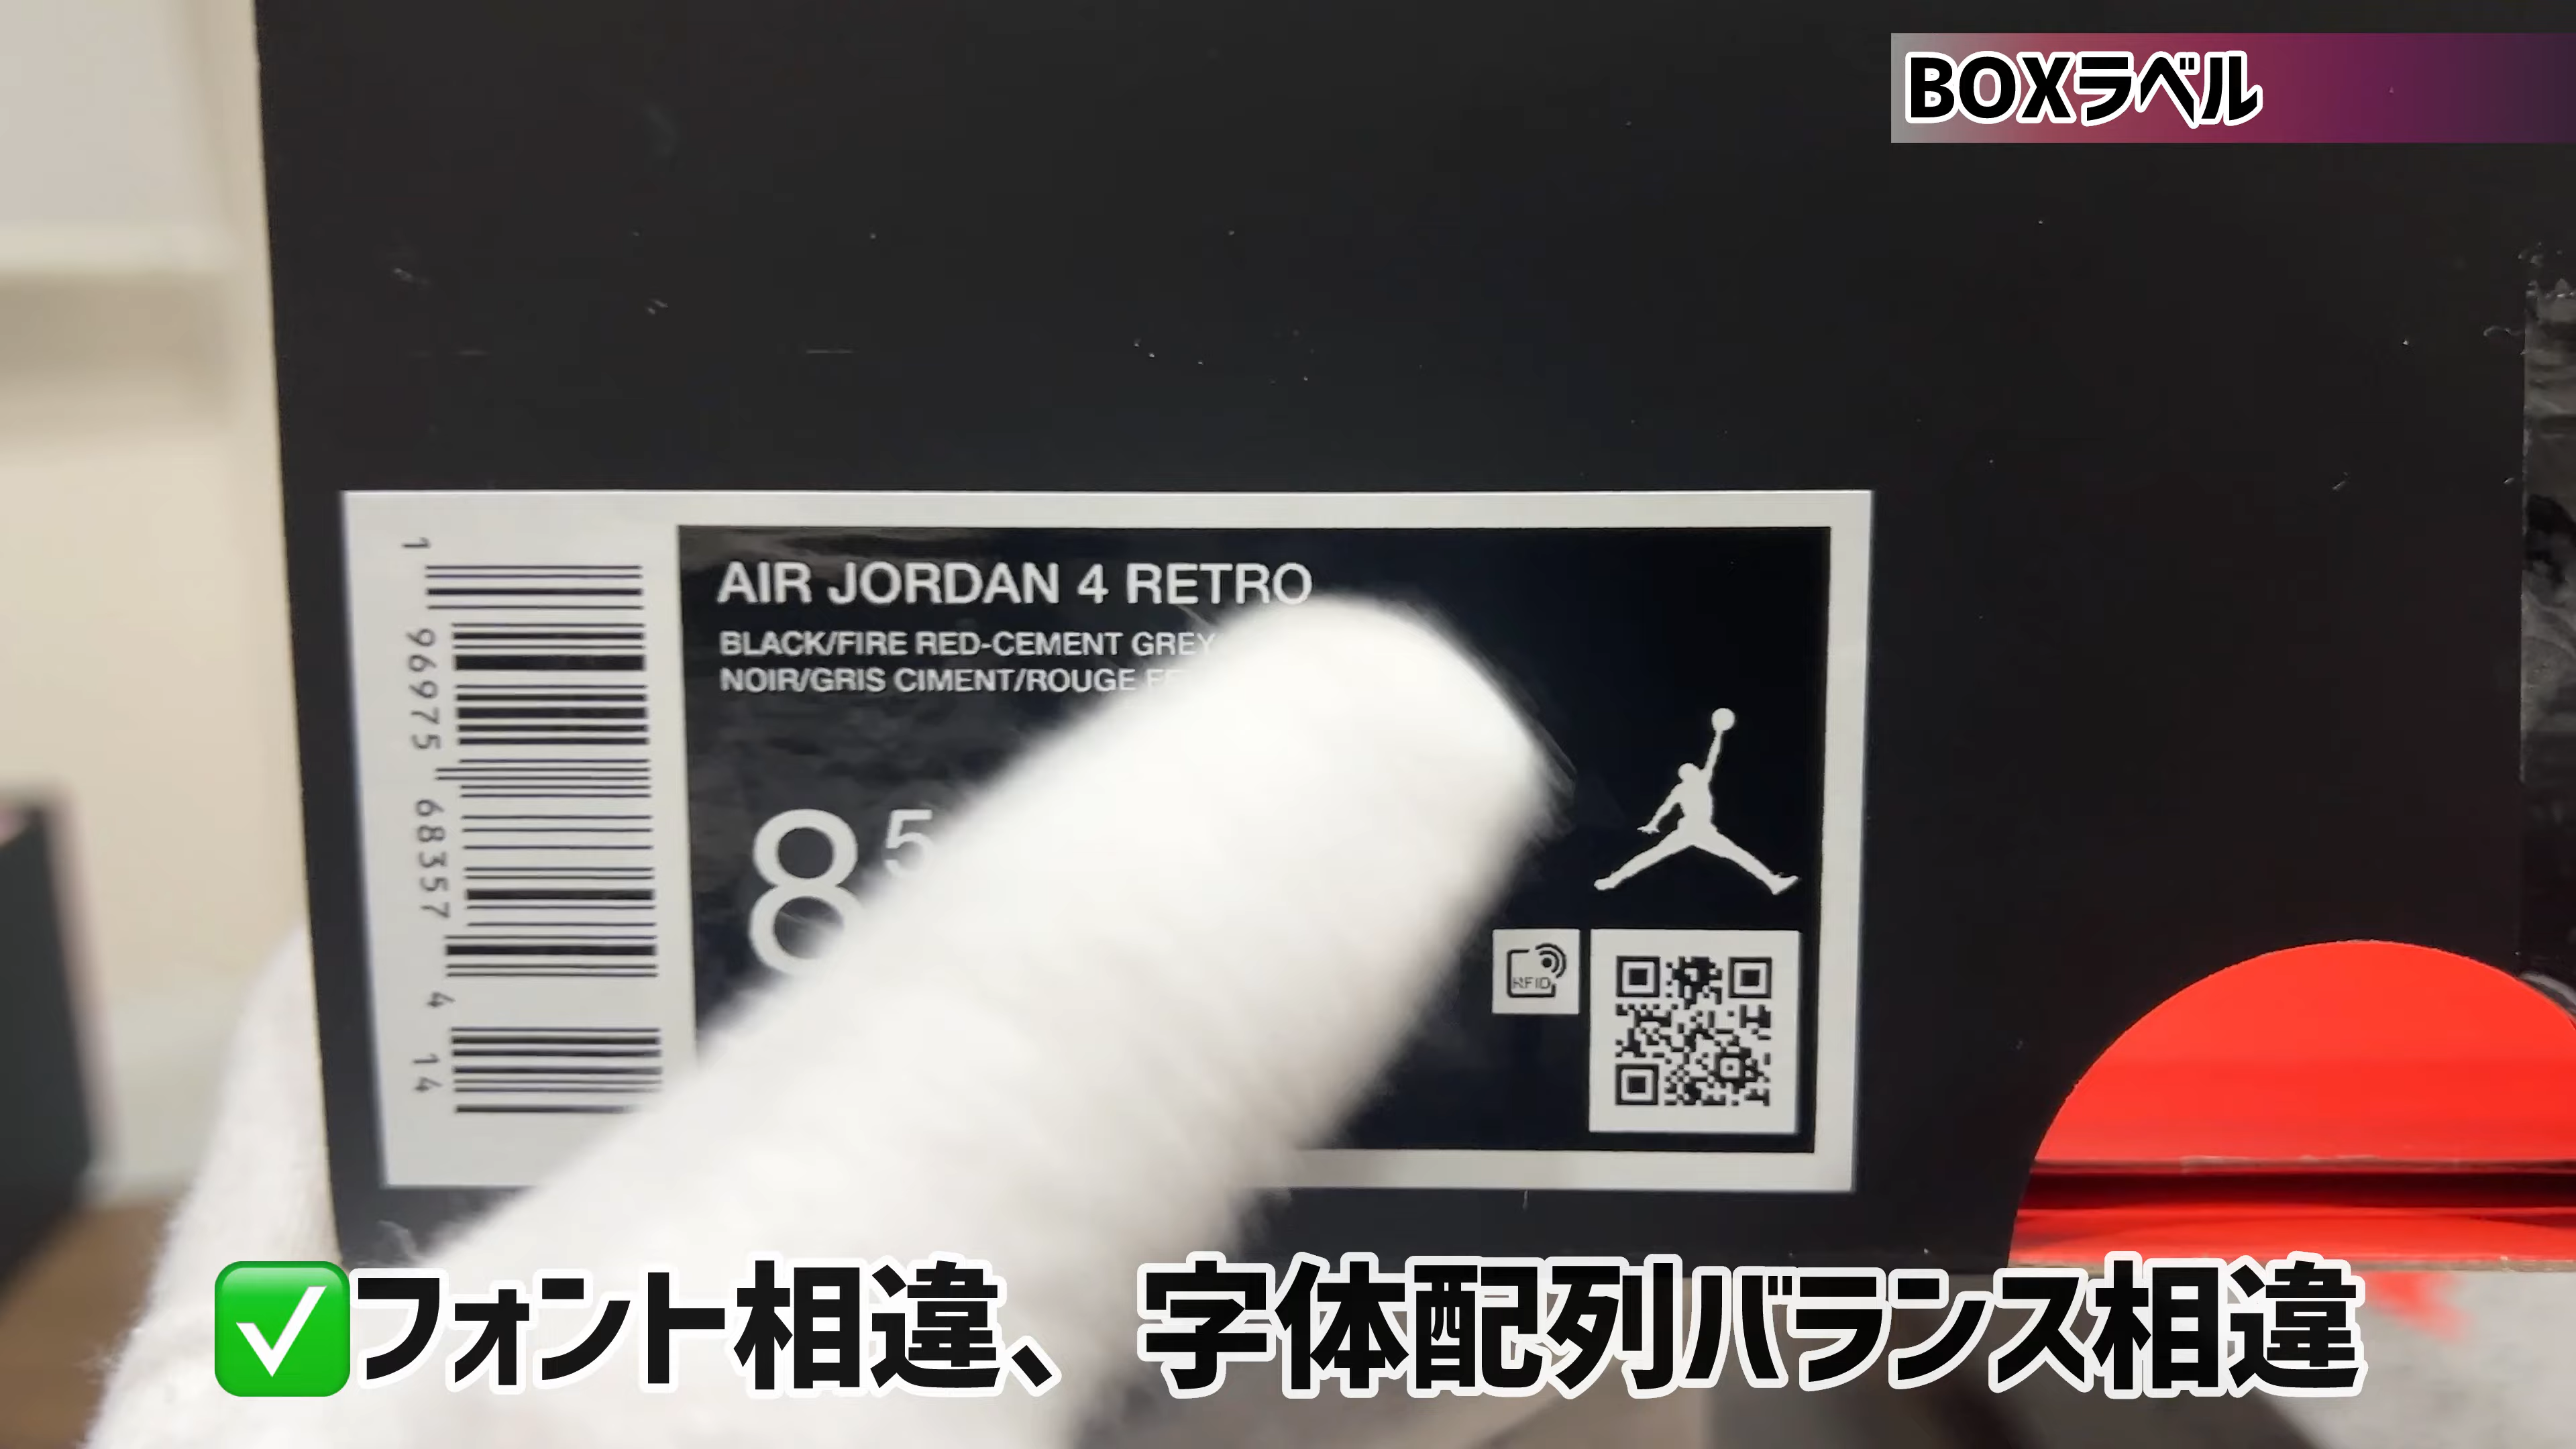 BOXラベル
AIR JORDAN 4 RETRO
BLACK/FIRE RED-CEMENT GREY
NOIR/GRIS CIMENT/ROUGE
8 5
RFID
1 96975 68357 4 14
✅フォント相違、 字体配列バランス相違